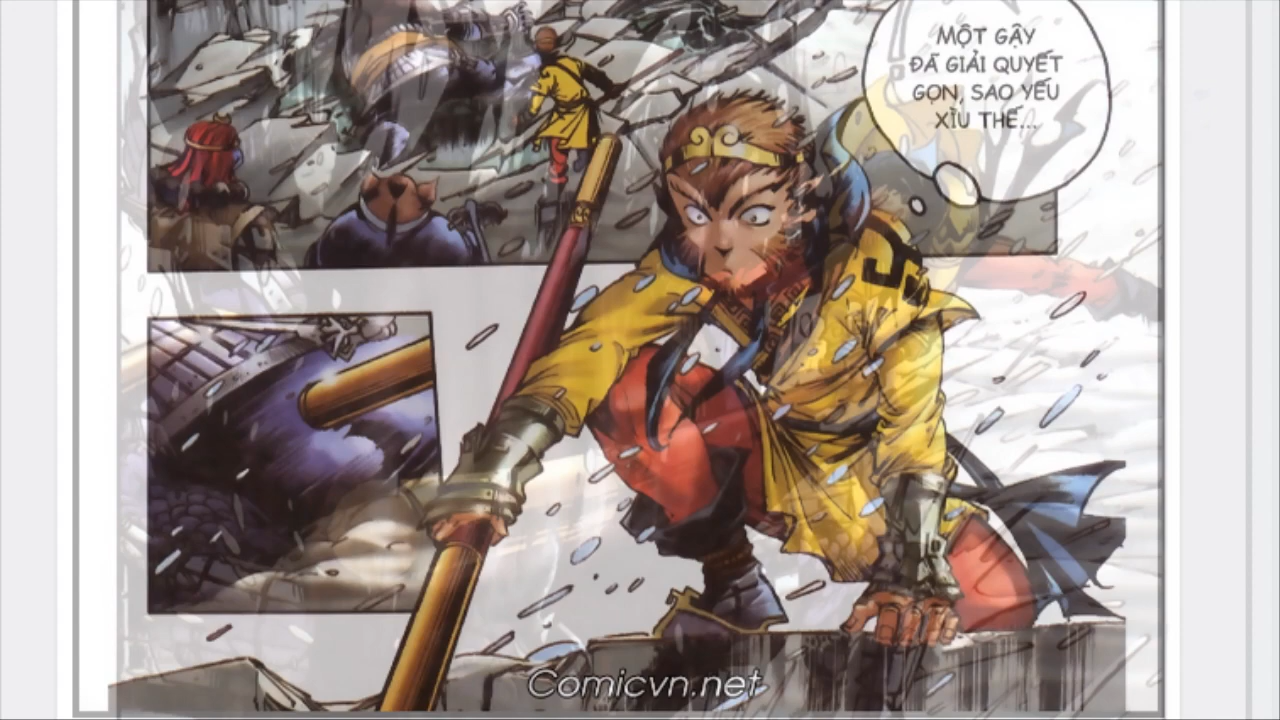 MỘT GẬY
ĐÃ GIẢI QUYẾT
GỌN, SAO YẾU
XÌU THẾ...
Comicvn.net